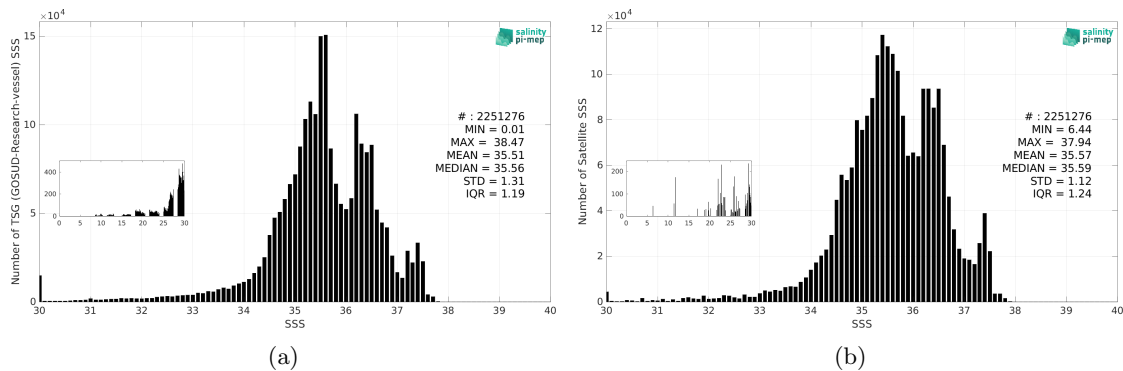 ×10⁴
15
10
5
0
30 31 32 33 34 35 36 37 38 39 40
SSS
Number of TSG (GOSUD-Research-vessel) SSS
salinity
pi-mep
# : 2251276
MIN = 0.01
MAX = 38.47
MEAN = 35.51
MEDIAN = 35.56
STD = 1.31
IQR = 1.19
400
200
0
0 5 10 15 20 25 30
(a)
×10⁴
12
10
8
6
4
2
0
30 31 32 33 34 35 36 37 38 39 40
SSS
Number of Satellite SSS
salinity
pi-mep
# : 2251276
MIN = 6.44
MAX = 37.94
MEAN = 35.57
MEDIAN = 35.59
STD = 1.12
IQR = 1.24
200
100
0
0 5 10 15 20 25 30
(b)